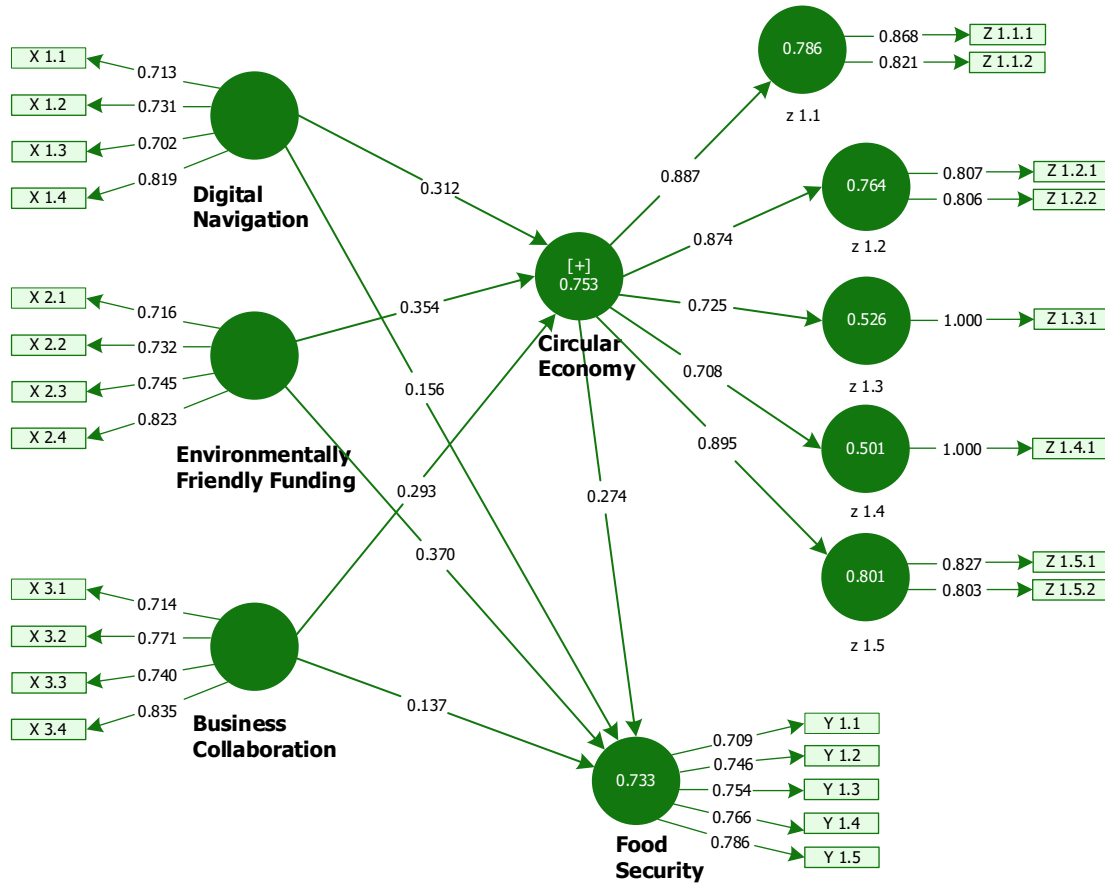 X 1.1
0.713
X 1.2
0.731
X 1.3
0.702
X 1.4
0.819
Digital
Navigation
X 2.1
0.716
X 2.2
0.732
X 2.3
0.745
X 2.4
0.823
Environmentally
Friendly Funding
X 3.1
0.714
X 3.2
0.771
X 3.3
0.740
X 3.4
0.835
Business
Collaboration
0.312
0.354
0.156
0.293
0.370
0.137
[+]
0.753
Circular
Economy
0.274
0.887
0.874
0.725
0.708
0.895
0.786
z 1.1
0.868
Z 1.1.1
0.821
Z 1.1.2
0.764
z 1.2
0.807
Z 1.2.1
0.806
Z 1.2.2
0.526
z 1.3
1.000
Z 1.3.1
0.501
z 1.4
1.000
Z 1.4.1
0.801
z 1.5
0.827
Z 1.5.1
0.803
Z 1.5.2
0.733
Food
Security
0.709
Y 1.1
0.746
Y 1.2
0.754
Y 1.3
0.766
Y 1.4
0.786
Y 1.5